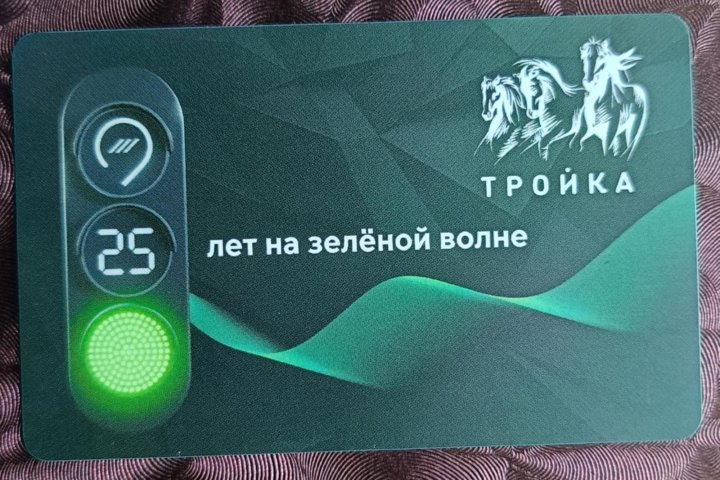 ТРОЙКА
25 лет на зелёной волне